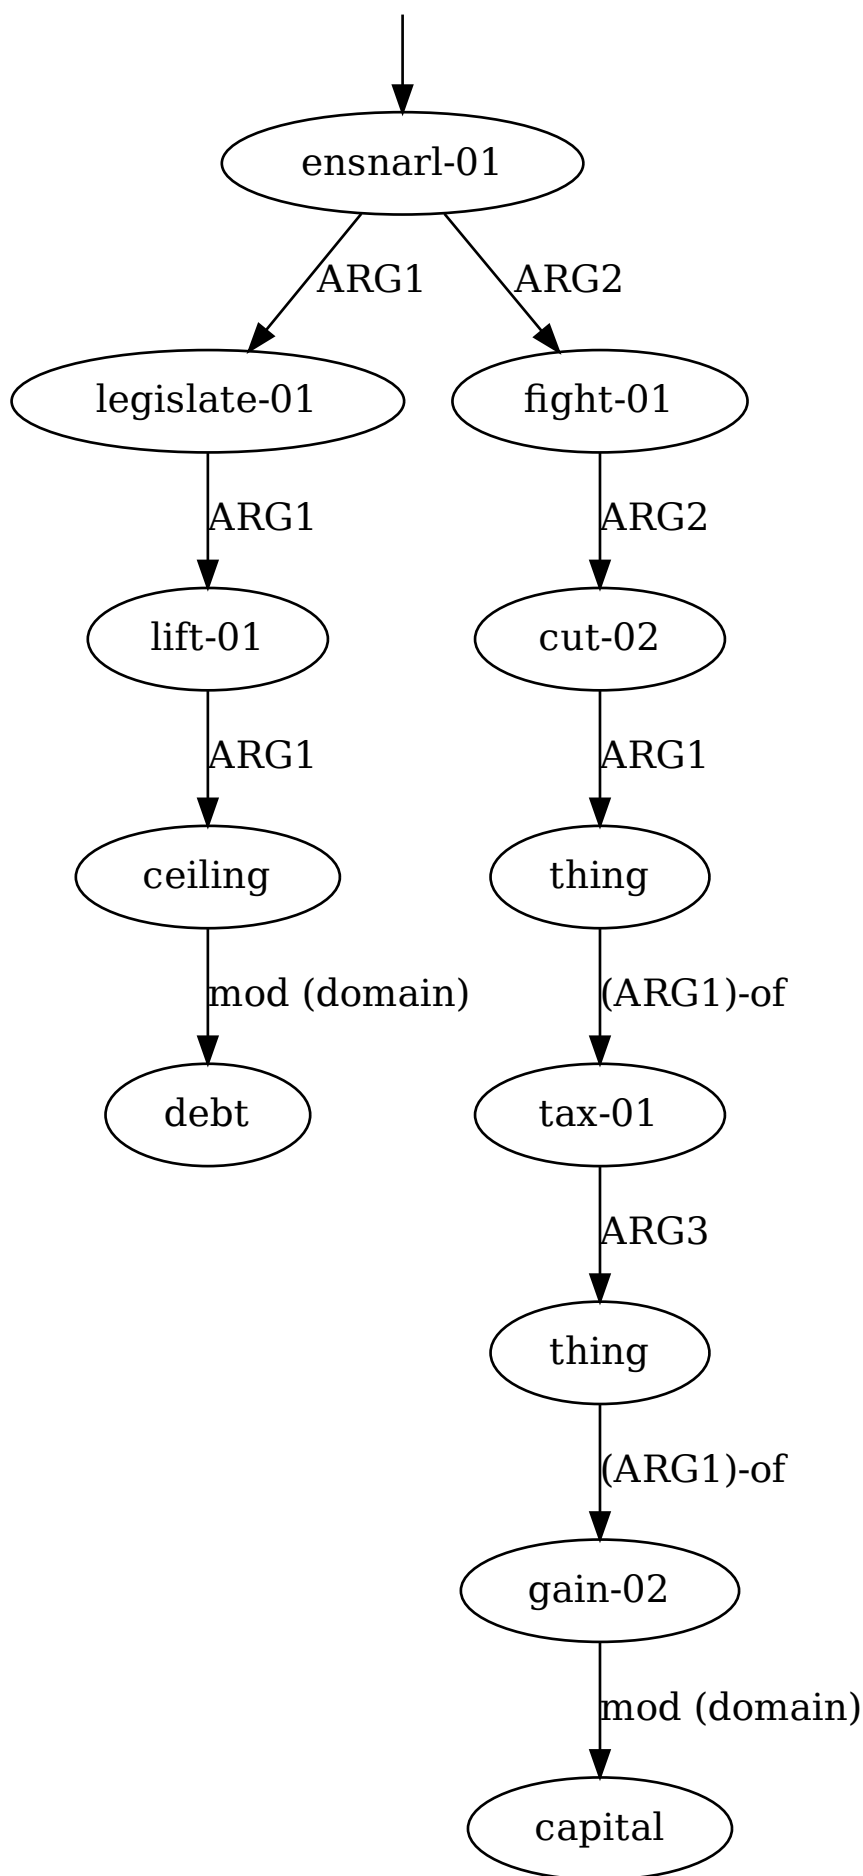 ensnarl-01
ARG1 ARG2
legislate-01 fight-01
ARG1 ARG2
lift-01 cut-02
ARG1 ARG1
ceiling thing
mod (domain) (ARG1)-of
debt tax-01
ARG3
thing
(ARG1)-of
gain-02
mod (domain)
capital